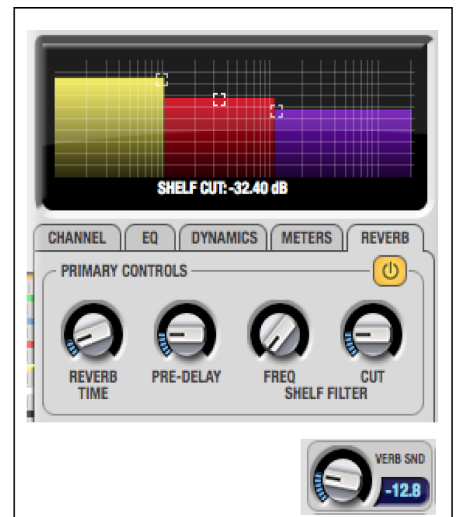 SHELF CUT: -32.40 dB
CHANNEL EQ DYNAMICS METERS REVERB
PRIMARY CONTROLS
REVERB TIME
PRE-DELAY
FREQ
CUT
SHELF FILTER
VERB SND
-12.8